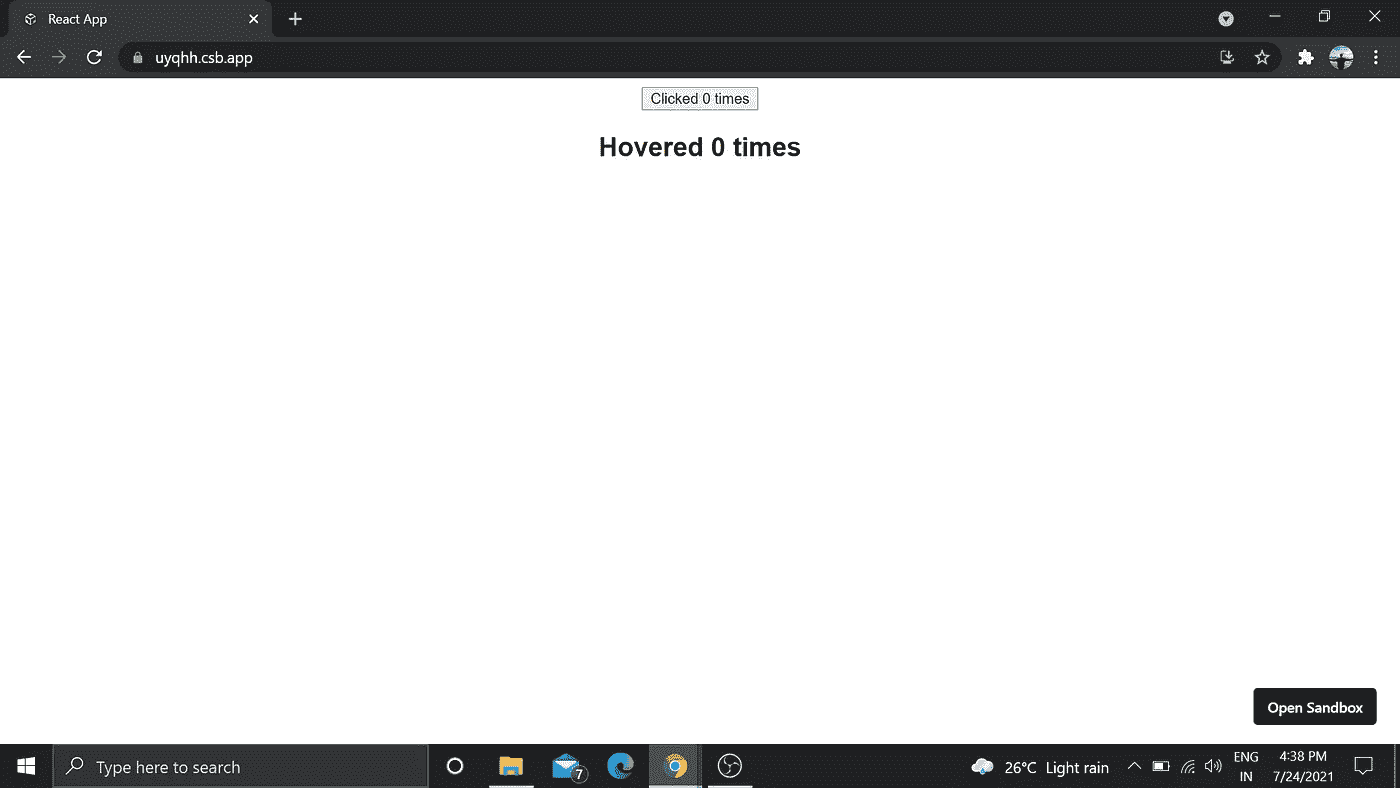 React App
uyqhh.csb.app
Clicked 0 times
Hovered 0 times
Open Sandbox
Type here to search
7
26°C Light rain
ENG
IN
4:38 PM
7/24/2021